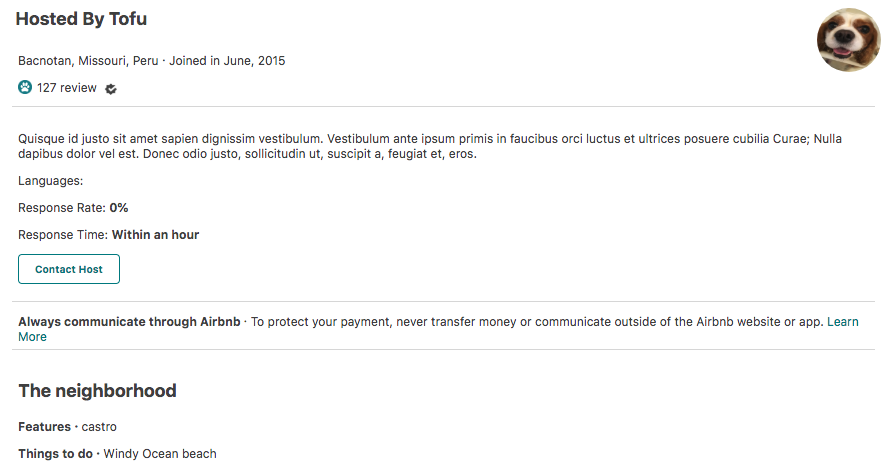 Hosted By Tofu
Bacnotan, Missouri, Peru · Joined in June, 2015
127 review
Quisque id justo sit amet sapien dignissim vestibulum. Vestibulum ante ipsum primis in faucibus orci luctus et ultrices posuere cubilia Curae; Nulla
dapibus dolor vel est. Donec odio justo, sollicitudin ut, suscipit a, feugiat et, eros.
Languages:
Response Rate: 0%
Response Time: Within an hour
Contact Host
Always communicate through Airbnb · To protect your payment, never transfer money or communicate outside of the Airbnb website or app. Learn
More
The neighborhood
Features · castro
Things to do · Windy Ocean beach